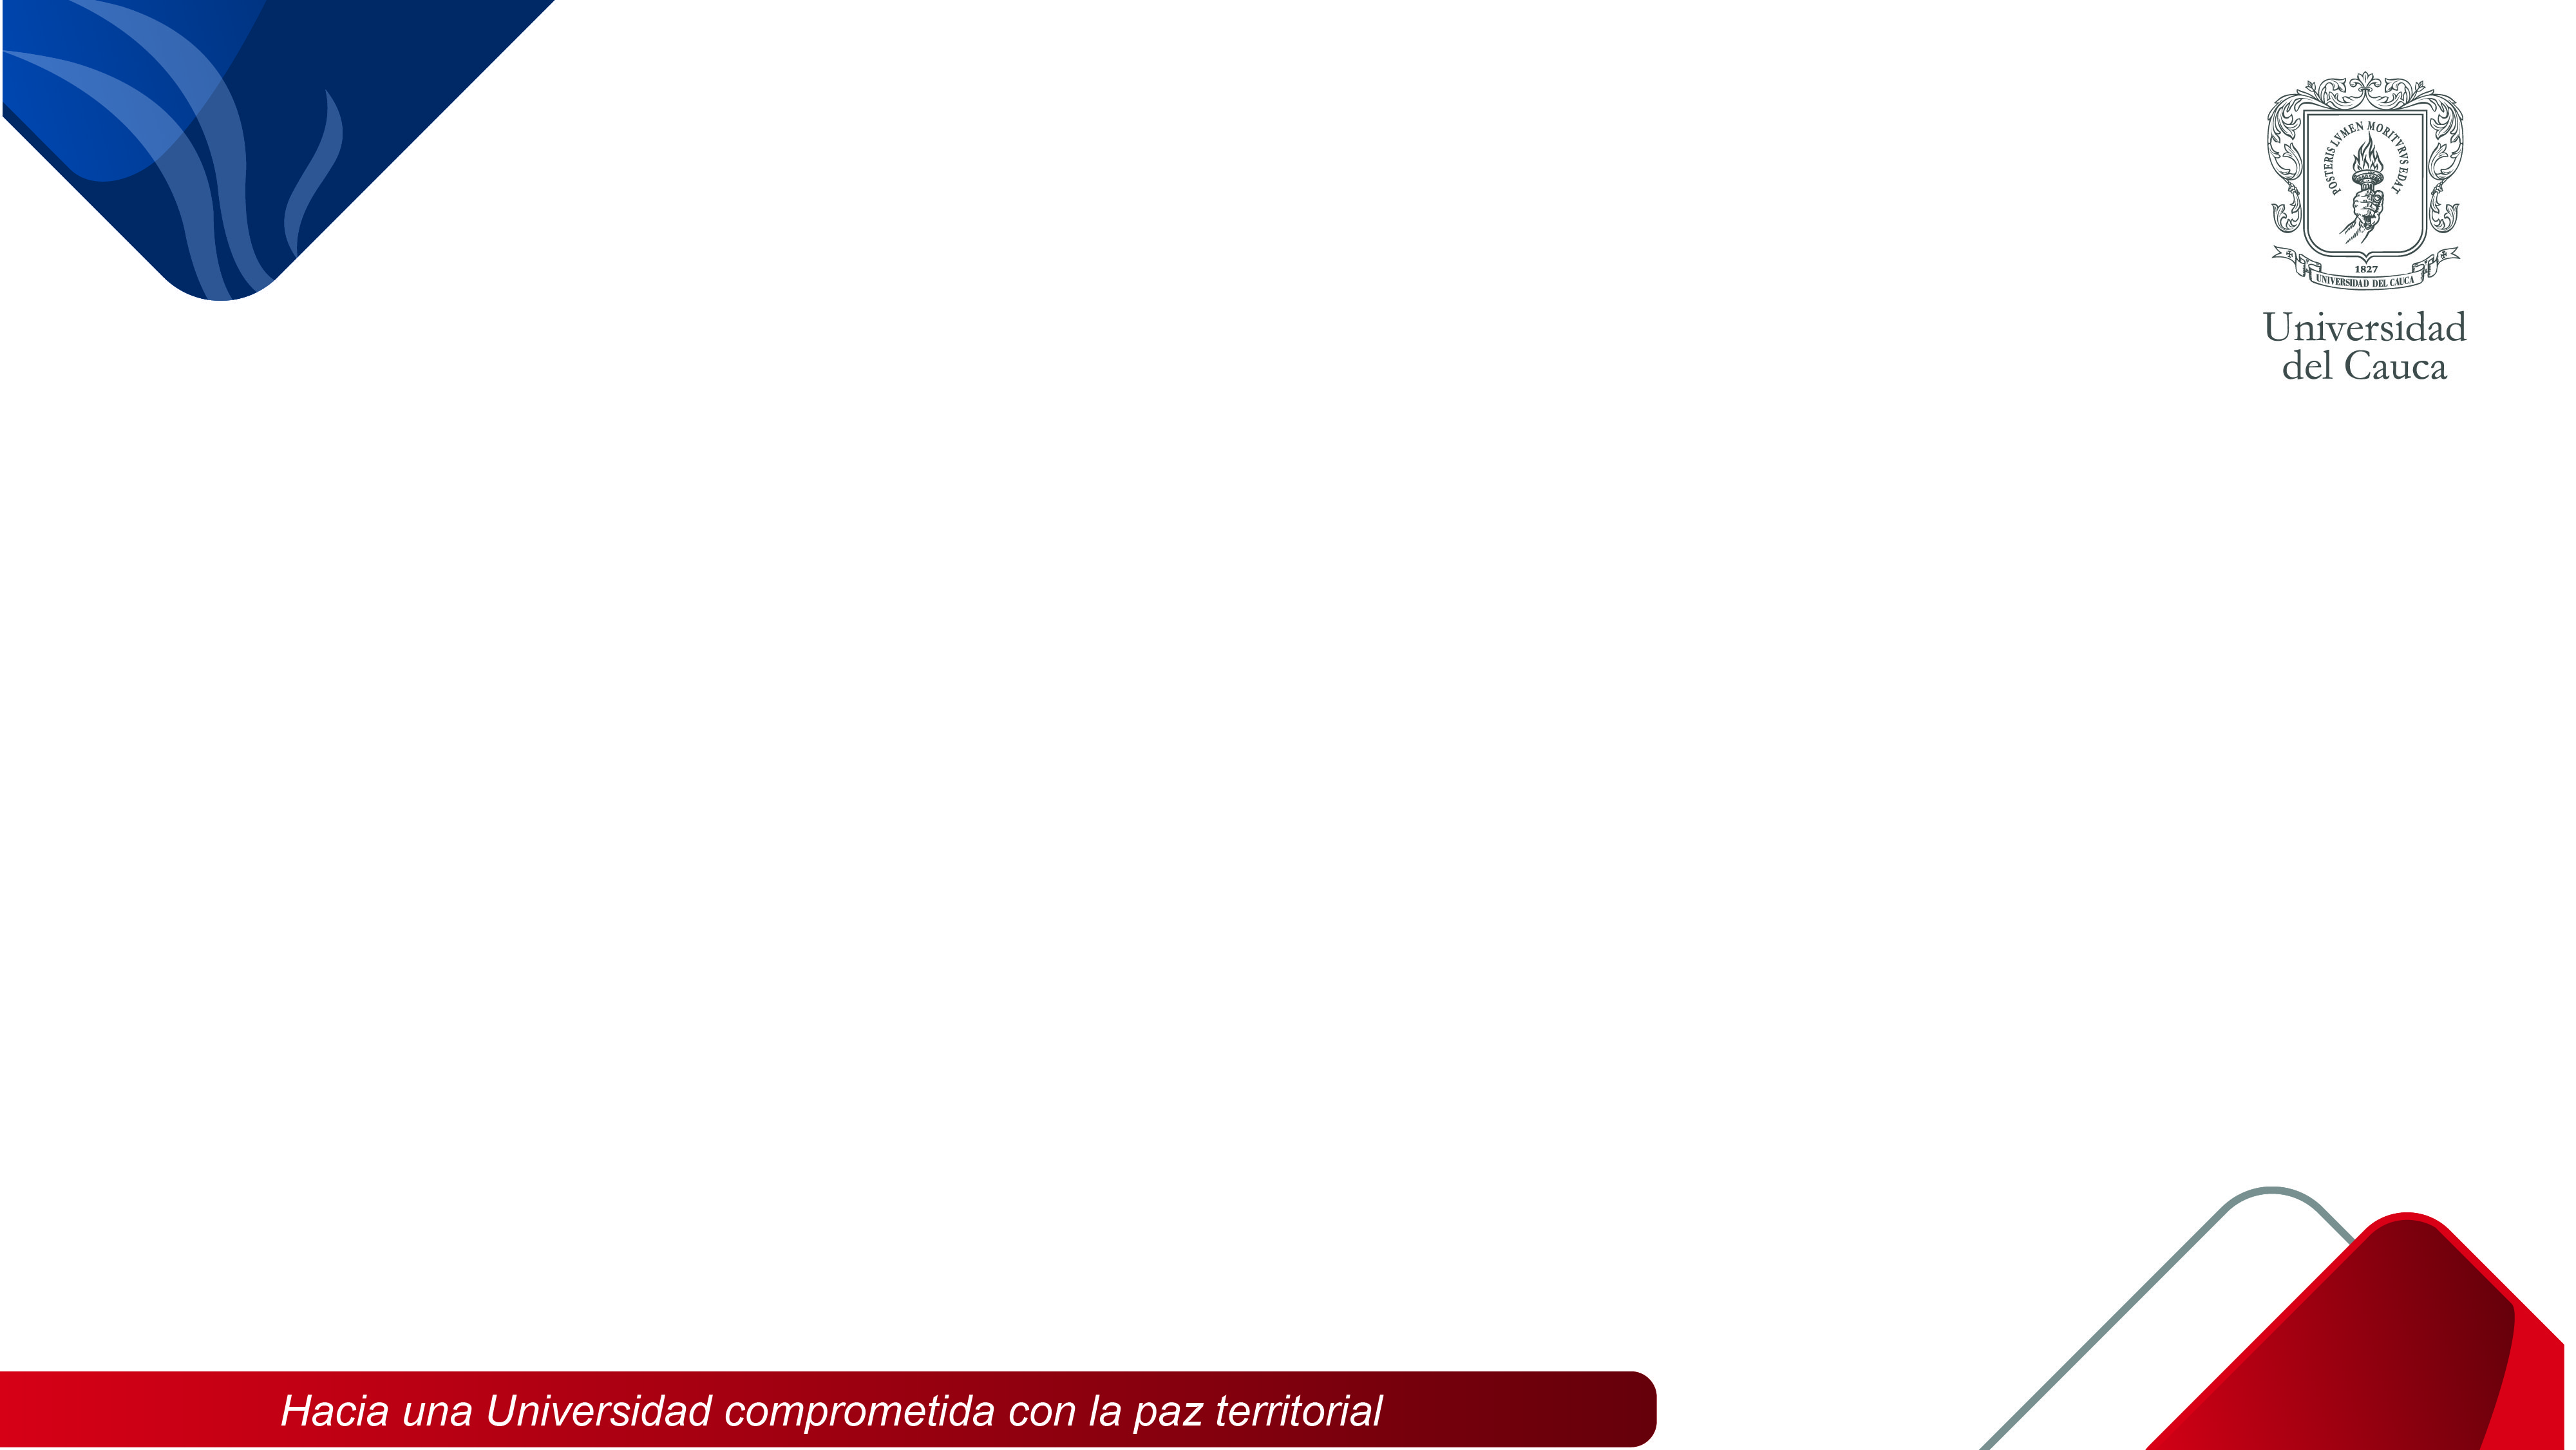 POSTERIS LVMEN MORITVRVS EDAT
1827
UNIVERSIDAD DEL CAUCA
Universidad
del Cauca
Hacia una Universidad comprometida con la paz territorial